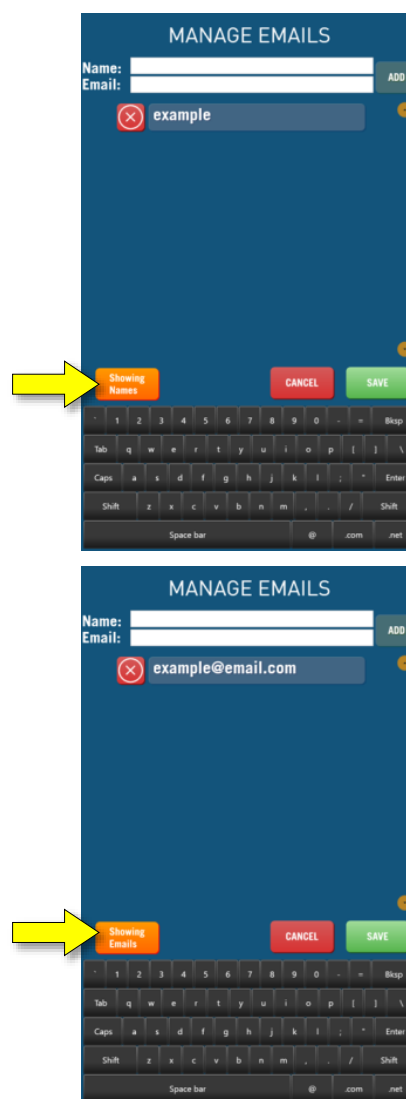 MANAGE EMAILS
Name:
Email:
ADD
example
Showing
Names
CANCEL
SAVE
` 1 2 3 4 5 6 7 8 9 0 - = Bksp
Tab q w e r t y u i o p [ ] \
Caps a s d f g h j k l ; ' Enter
Shift z x c v b n m , . / Shift
Space bar @ .com .net
MANAGE EMAILS
Name:
Email:
ADD
example@email.com
Showing
Emails
CANCEL
SAVE
` 1 2 3 4 5 6 7 8 9 0 - = Bksp
Tab q w e r t y u i o p [ ] \
Caps a s d f g h j k l ; ' Enter
Shift z x c v b n m , . / Shift
Space bar @ .com .net